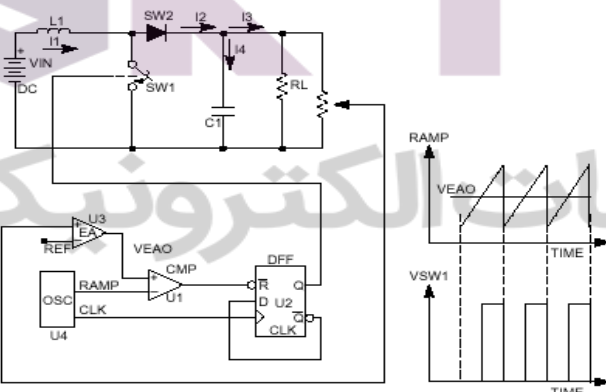 L1
SW2
I2
I3
I1
I4
+
VIN
DC
SW1
RL
C1
RAMP
VEAO
TIME
VSW1
TIME
U3
+
EA
REF
VEAO
CMP
+
U1
OSC
RAMP
CLK
U4
DFF
R
Q
D
U2
Q
CLK
الکترونیک